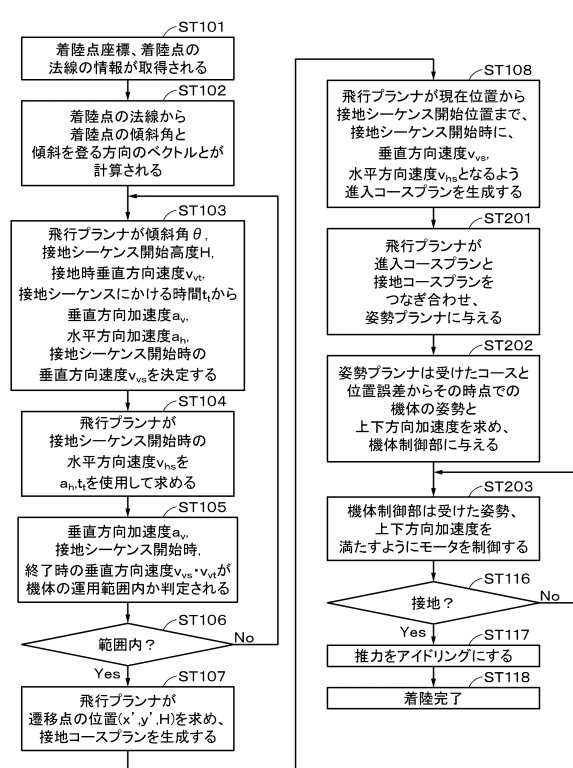 ST101
着陸点座標、着陸点の
法線の情報が取得される
ST102
着陸点の法線から
着陸点の傾斜角と
傾斜を登る方向のベクトルとが
計算される
ST103
飛行プランナが傾斜角θ,
接地シーケンス開始高度H,
接地時垂直方向速度vvt,
接地シーケンスにかける時間ttから
垂直方向加速度av,
水平方向加速度ah,
接地シーケンス開始時の
垂直方向速度vvsを決定する
ST104
飛行プランナが
接地シーケンス開始時の
水平方向速度vhsを
ah,ttを使用して求める
ST105
垂直方向加速度av,
接地シーケンス開始時,
終了時の垂直方向速度vvs・vvtが
機体の運用範囲内か判定される
ST106
範囲内?
No
Yes
ST107
飛行プランナが
遷移点の位置(x',y',H)を求め、
接地コースプランを生成する
ST108
飛行プランナが現在位置から
接地シーケンス開始位置まで、
接地シーケンス開始時に、
垂直方向速度vvs,
水平方向速度vhsとなるよう
進入コースプランを生成する
ST201
飛行プランナが
進入コースプランと
接地コースプランを
つなぎ合わせ、
姿勢プランナに与える
ST202
姿勢プランナは受けたコースと
位置誤差からその時点での
機体の姿勢と
上下方向加速度を求め、
機体制御部に与える
ST203
機体制御部は受けた姿勢、
上下方向加速度を
満たすようにモータを制御する
ST116
接地?
No
Yes
ST117
推力をアイドリングにする
ST118
着陸完了